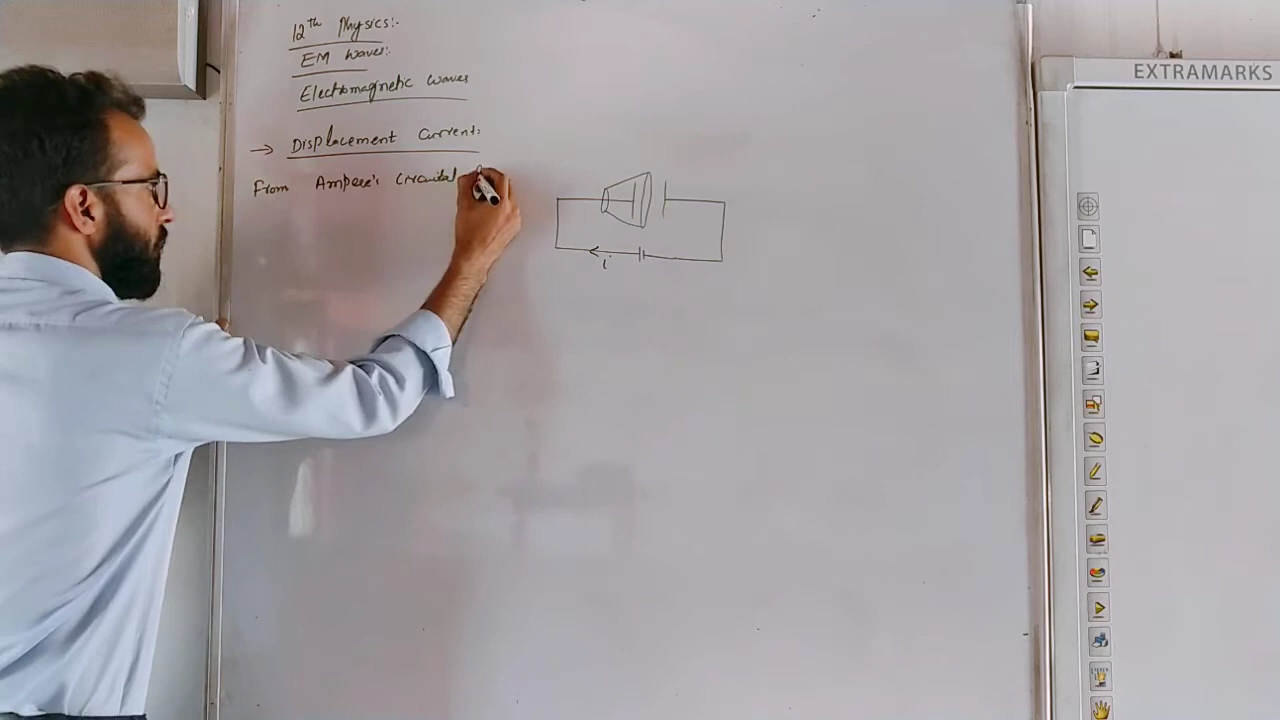 12th Physics:-
EM Waves:-
Electromagnetic Waves
→ Displacement Current:
From Ampere's Circuital
i
EXTRAMARKS